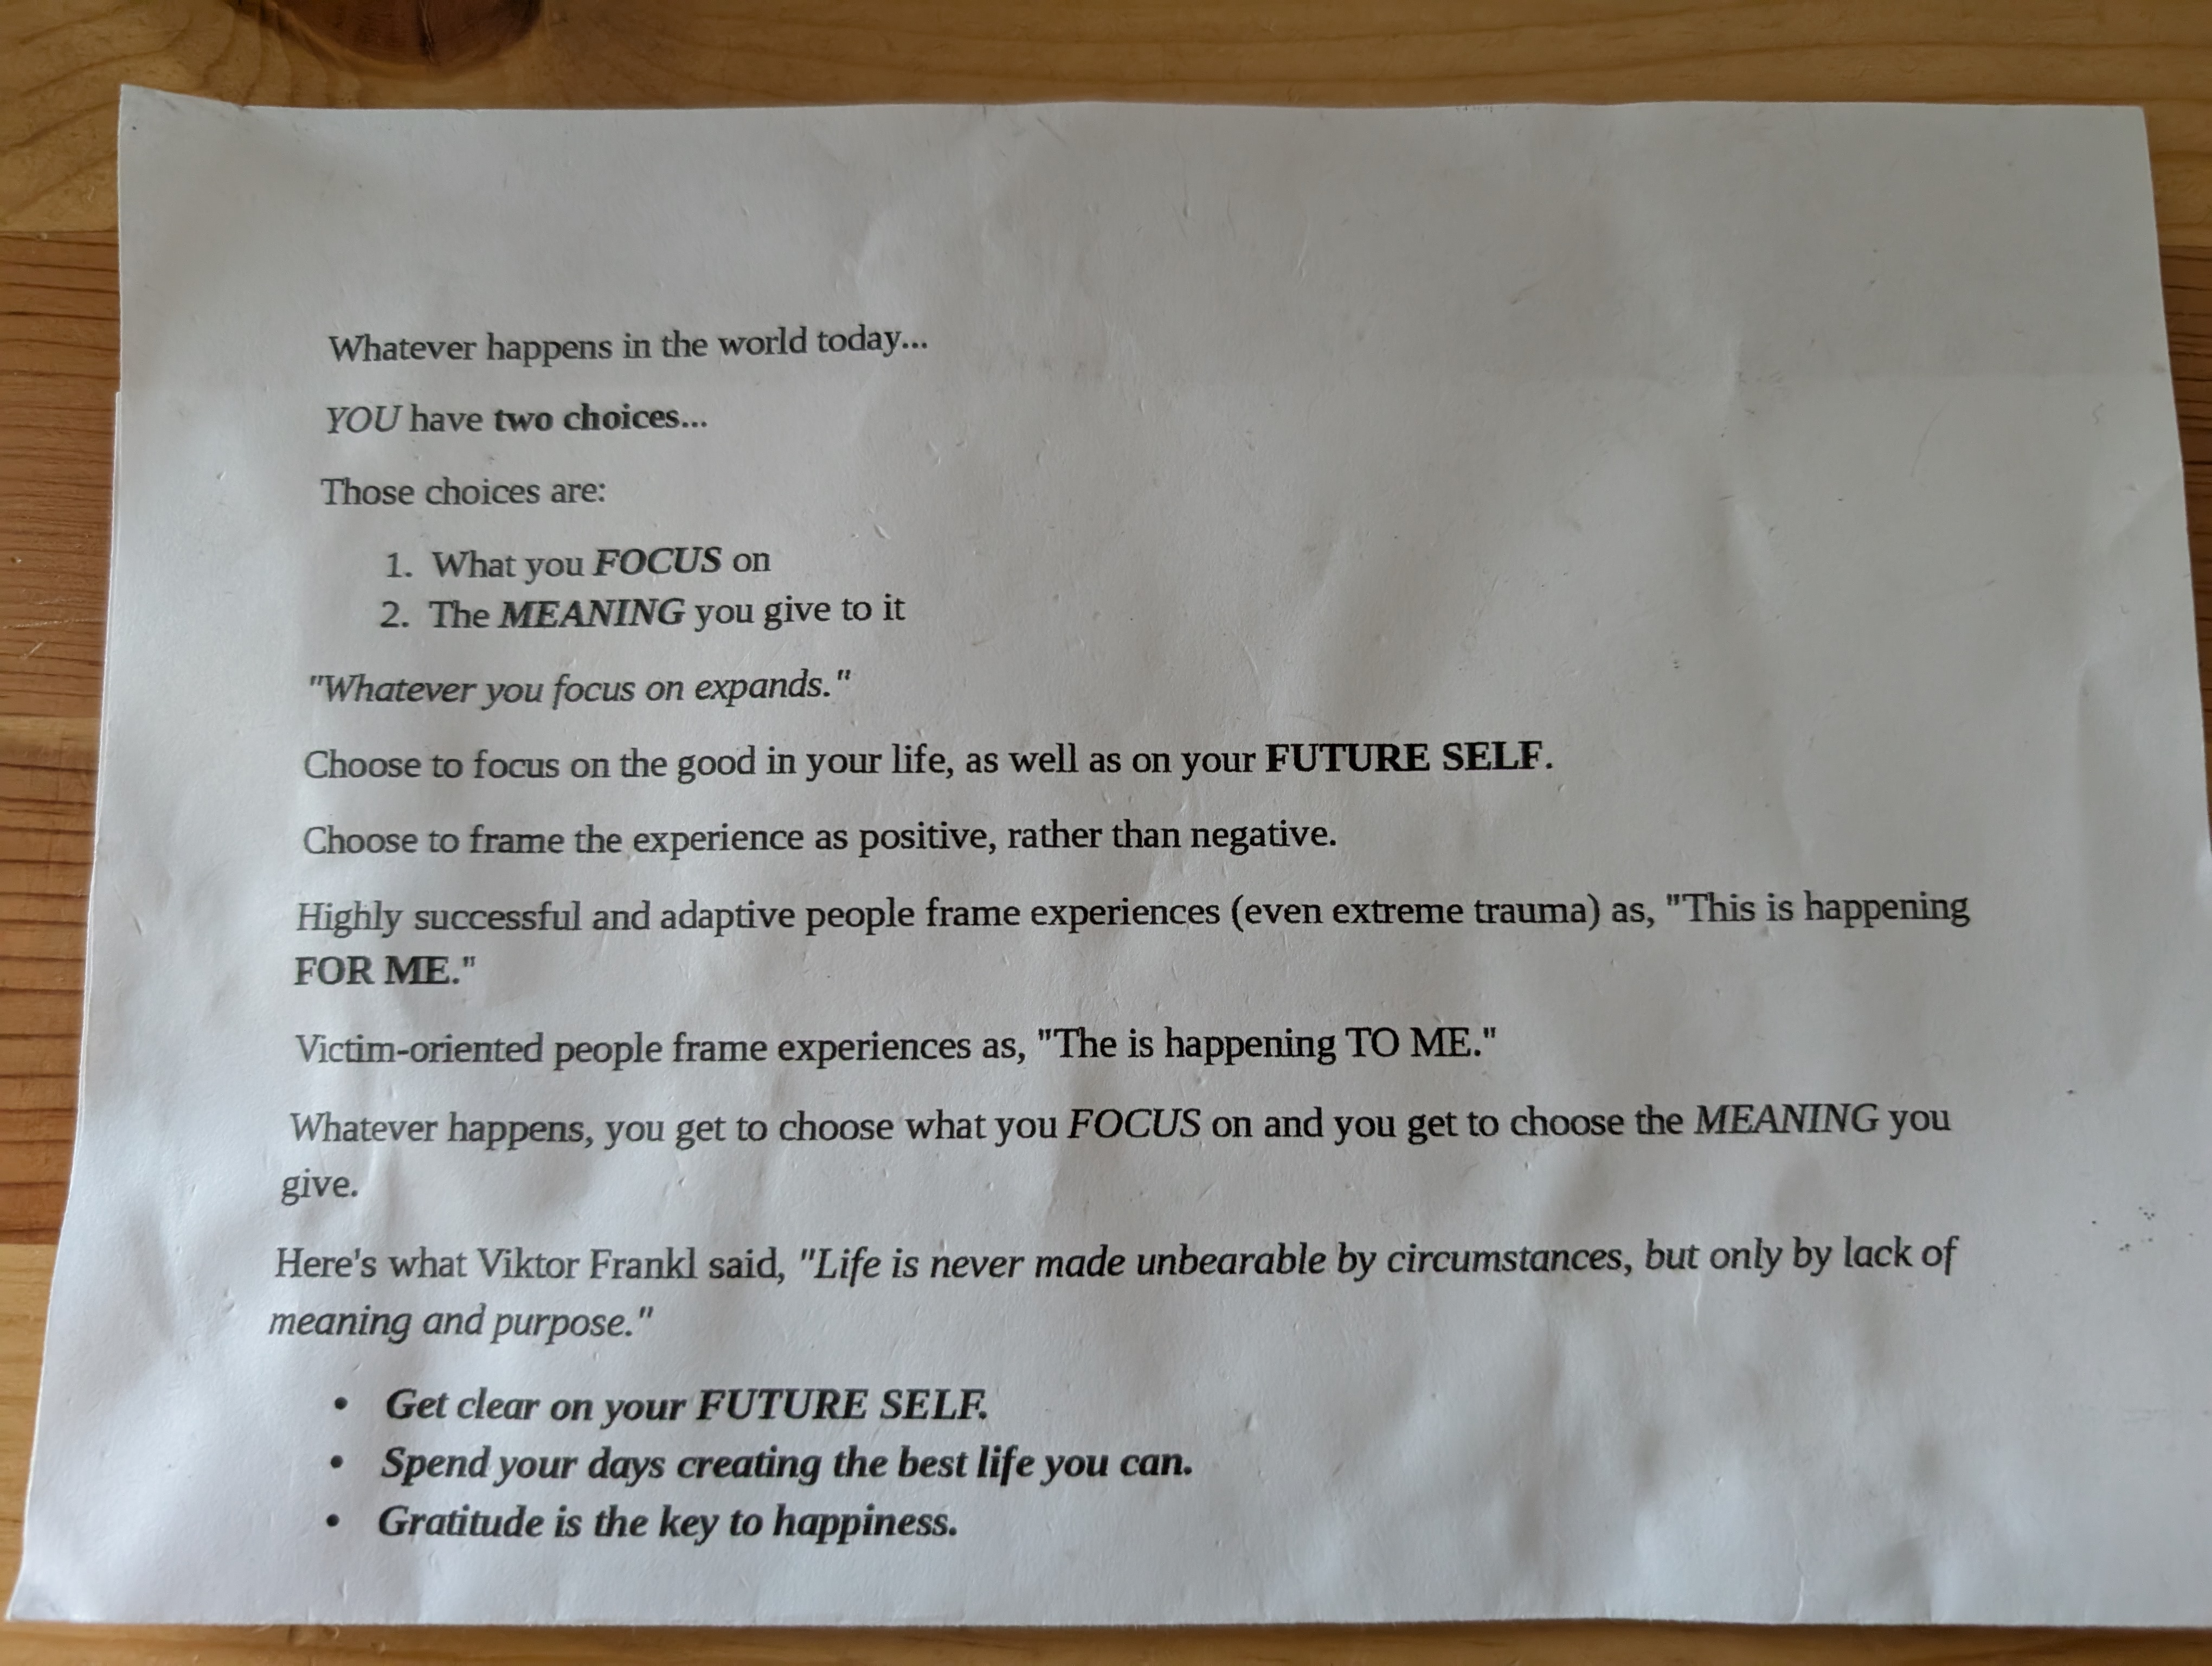 Whatever happens in the world today...
YOU have two choices...
Those choices are:
1. What you FOCUS on
2. The MEANING you give to it
"Whatever you focus on expands."
Choose to focus on the good in your life, as well as on your FUTURE SELF.
Choose to frame the experience as positive, rather than negative.
Highly successful and adaptive people frame experiences (even extreme trauma) as, "This is happening
FOR ME."
Victim-oriented people frame experiences as, "The is happening TO ME."
Whatever happens, you get to choose what you FOCUS on and you get to choose the MEANING you
give.
Here's what Viktor Frankl said, "Life is never made unbearable by circumstances, but only by lack of
meaning and purpose."
• Get clear on your FUTURE SELF.
• Spend your days creating the best life you can.
• Gratitude is the key to happiness.